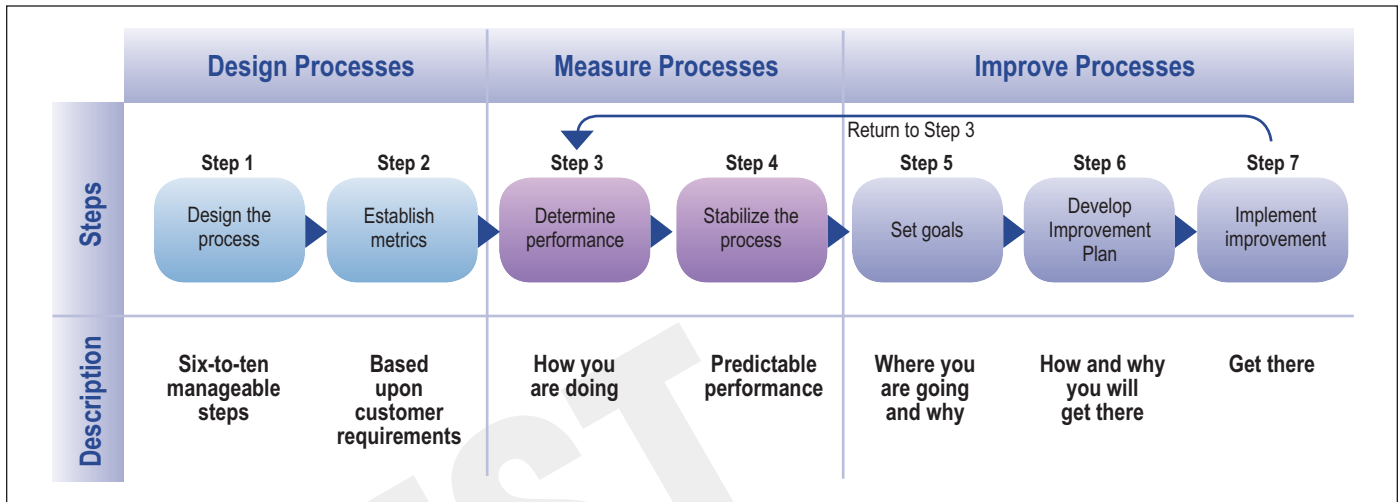 Design Processes
Measure Processes
Improve Processes
Return to Step 3
Steps
Step 1
Step 2
Step 3
Step 4
Step 5
Step 6
Step 7
Design the
process
Establish
metrics
Determine
performance
Stabilize the
process
Set goals
Develop
Improvement
Plan
Implement
improvement
Description
Six-to-ten
manageable
steps
Based
upon
customer
requirements
How you
are doing
Predictable
performance
Where you
are going
and why
How and why
you will
get there
Get there